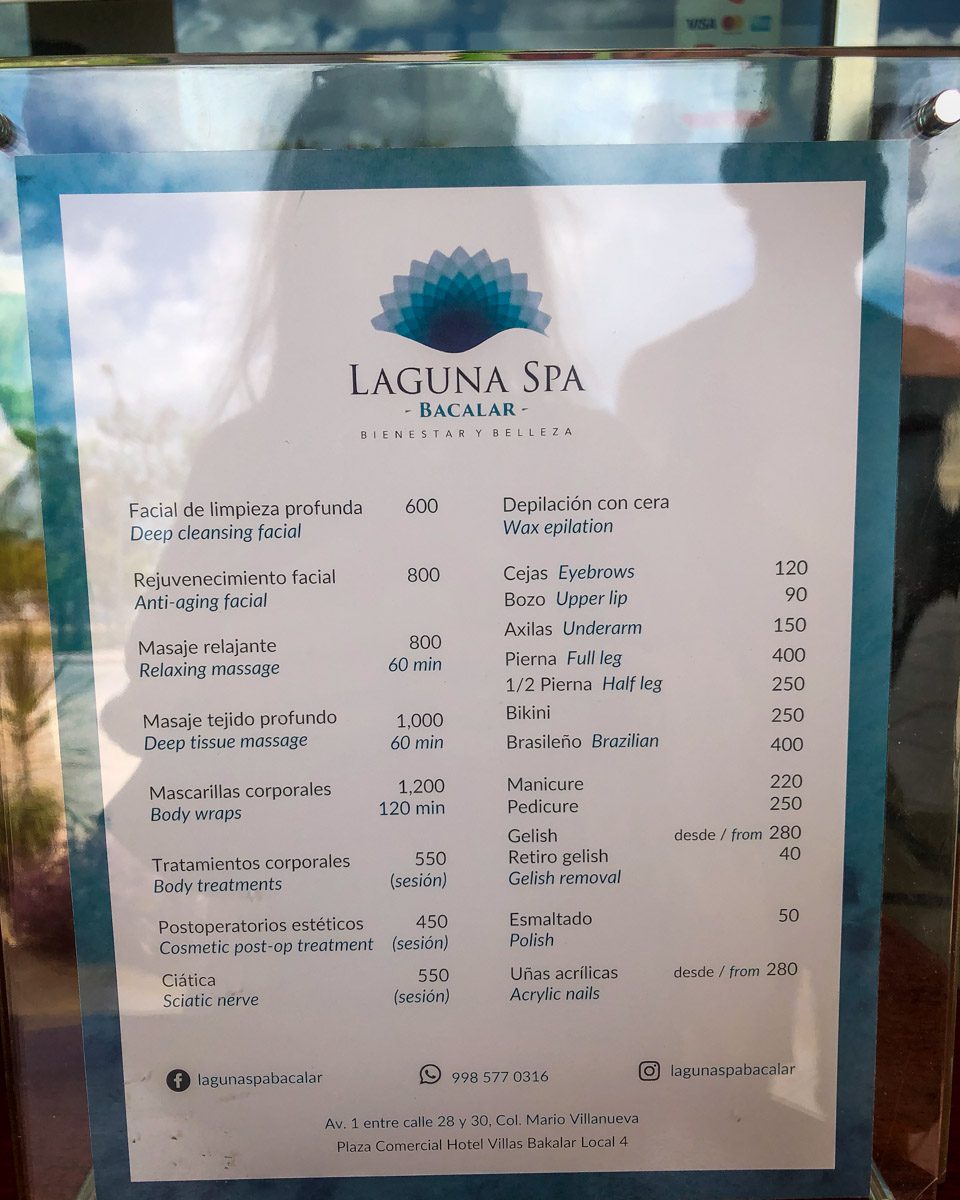 VISA
LAGUNA SPA
- BACALAR -
BIENESTAR Y BELLEZA
Facial de limpieza profunda 600
Deep cleansing facial
Rejuvenecimiento facial 800
Anti-aging facial
Masaje relajante 800
Relaxing massage 60 min
Masaje tejido profundo 1,000
Deep tissue massage 60 min
Mascarillas corporales 1,200
Body wraps 120 min
Tratamientos corporales 550
Body treatments (sesión)
Postoperatorios estéticos 450
Cosmetic post-op treatment (sesión)
Ciática 550
Sciatic nerve (sesión)
Depilación con cera
Wax epilation
Cejas Eyebrows 120
Bozo Upper lip 90
Axilas Underarm 150
Pierna Full leg 400
1/2 Pierna Half leg 250
Bikini 250
Brasileño Brazilian 400
Manicure 220
Pedicure 250
Gelish desde / from 280
Retiro gelish 40
Gelish removal
Esmaltado 50
Polish
Uñas acrílicas desde / from 280
Acrylic nails
lagunaspabacalar 998 577 0316 lagunaspabacalar
Av. 1 entre calle 28 y 30, Col. Mario Villanueva
Plaza Comercial Hotel Villas Bakalar Local 4